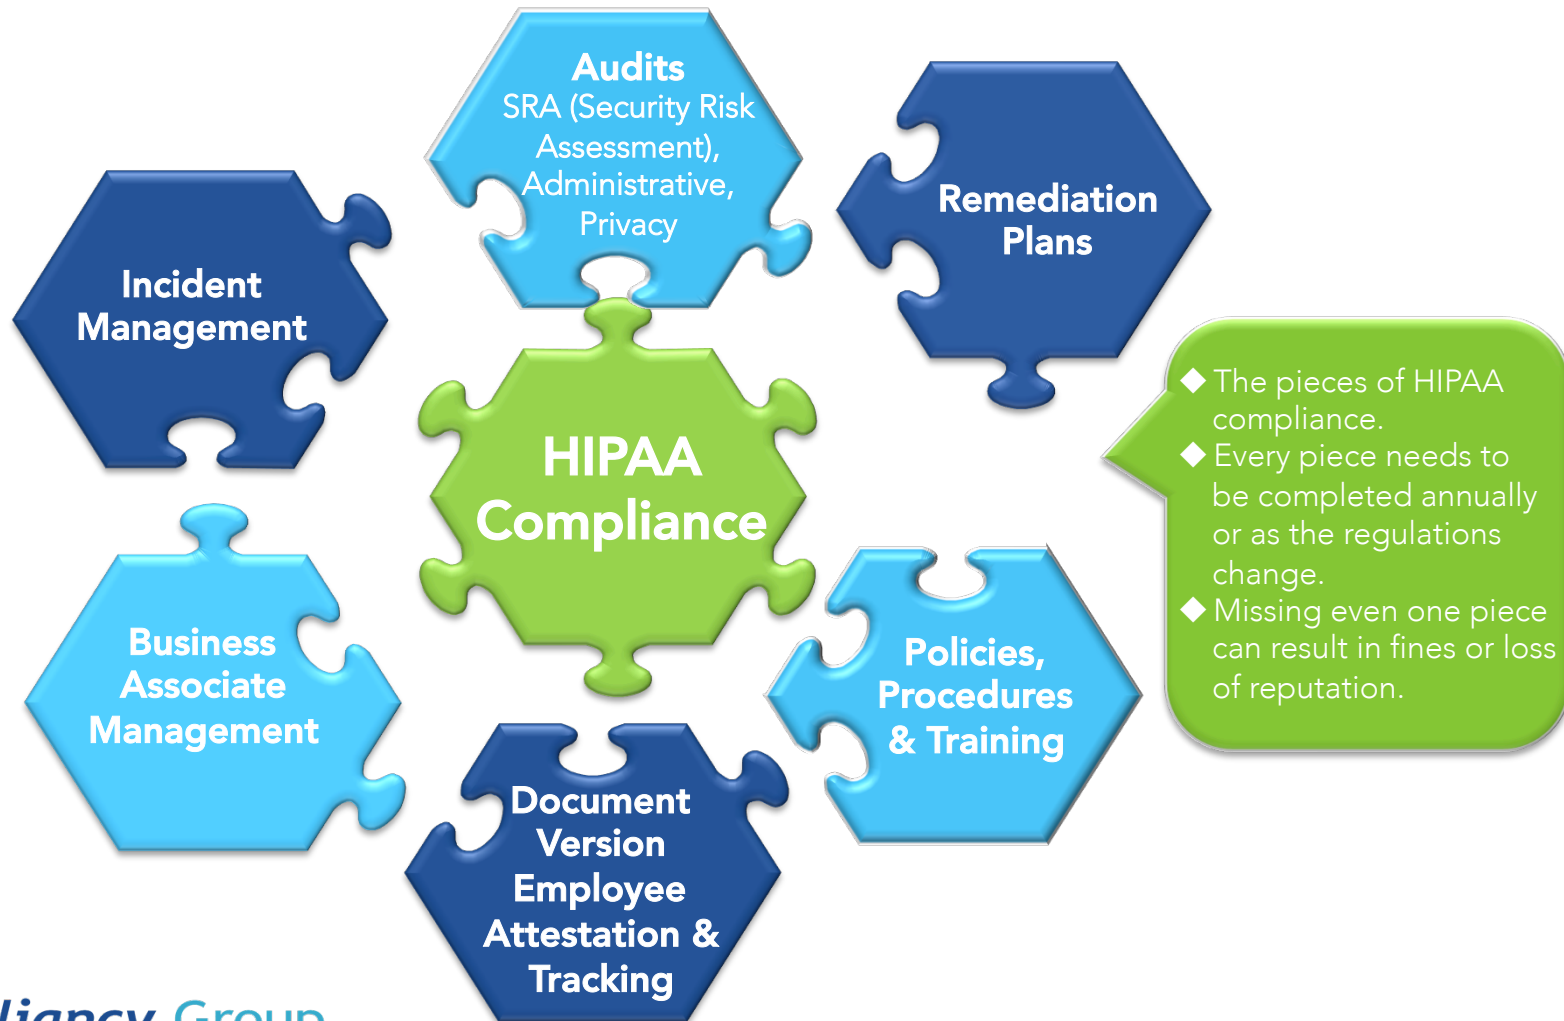 Audits
SRA (Security Risk
Assessment),
Administrative,
Privacy
Remediation
Plans
Incident
Management
HIPAA
Compliance
◆ The pieces of HIPAA
compliance.
◆ Every piece needs to
be completed annually
or as the regulations
change.
◆ Missing even one piece
can result in fines or loss
of reputation.
Business
Associate
Management
Policies,
Procedures
& Training
Document
Version
Employee
Attestation &
Tracking
Group